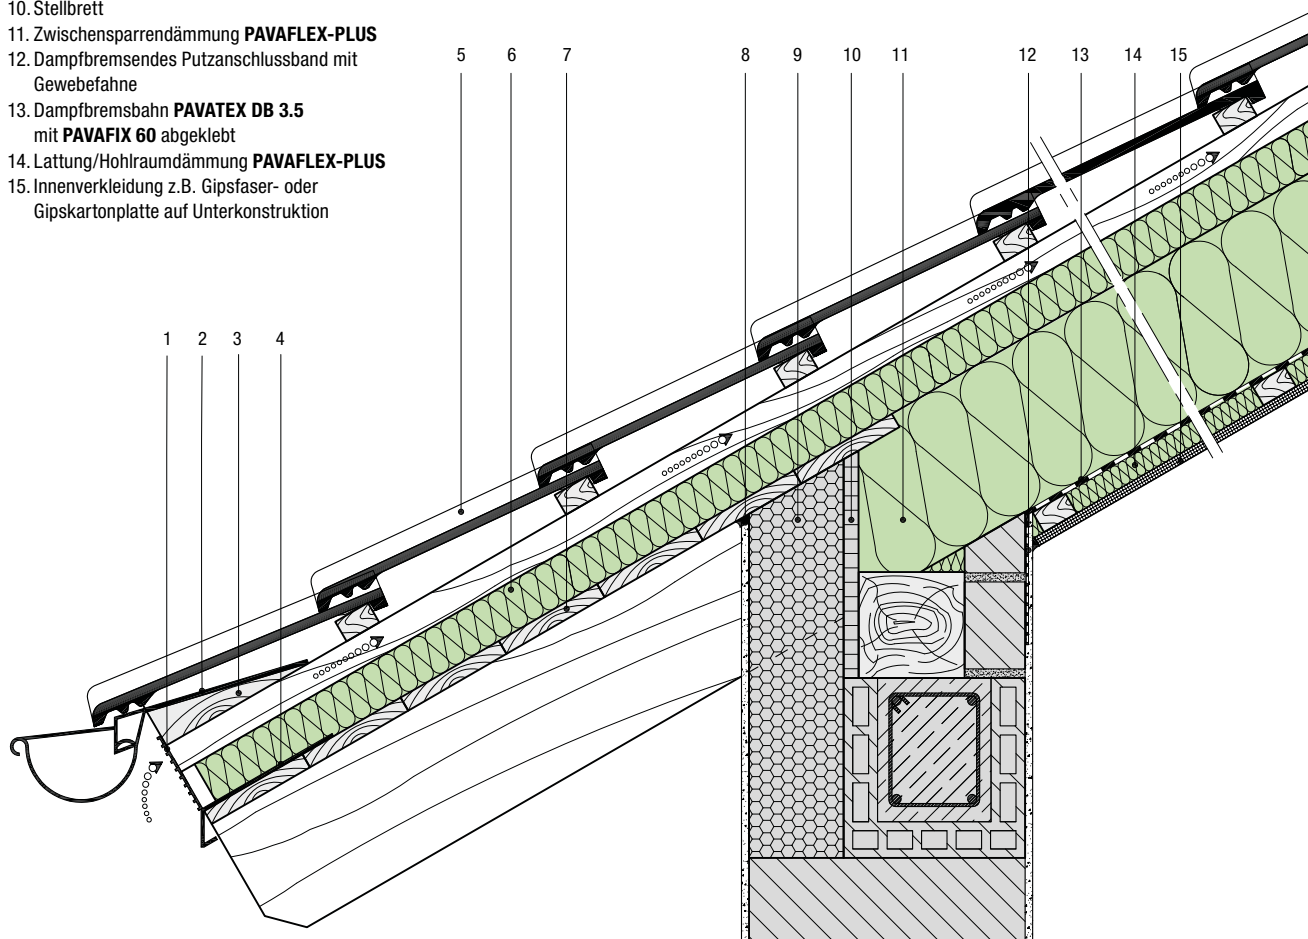 10. Stellbrett
11. Zwischensparrendämmung PAVAFLEX-PLUS
12. Dampfbremsendes Putzanschlussband mit
Gewebefahne
13. Dampfbremsbahn PAVATEX DB 3.5
mit PAVAFIX 60 abgeklebt
14. Lattung/Hohlraumdämmung PAVAFLEX-PLUS
15. Innenverkleidung z.B. Gipsfaser- oder
Gipskartonplatte auf Unterkonstruktion
5 6 7 8 9 10 11 12 13 14 15
1 2 3 4